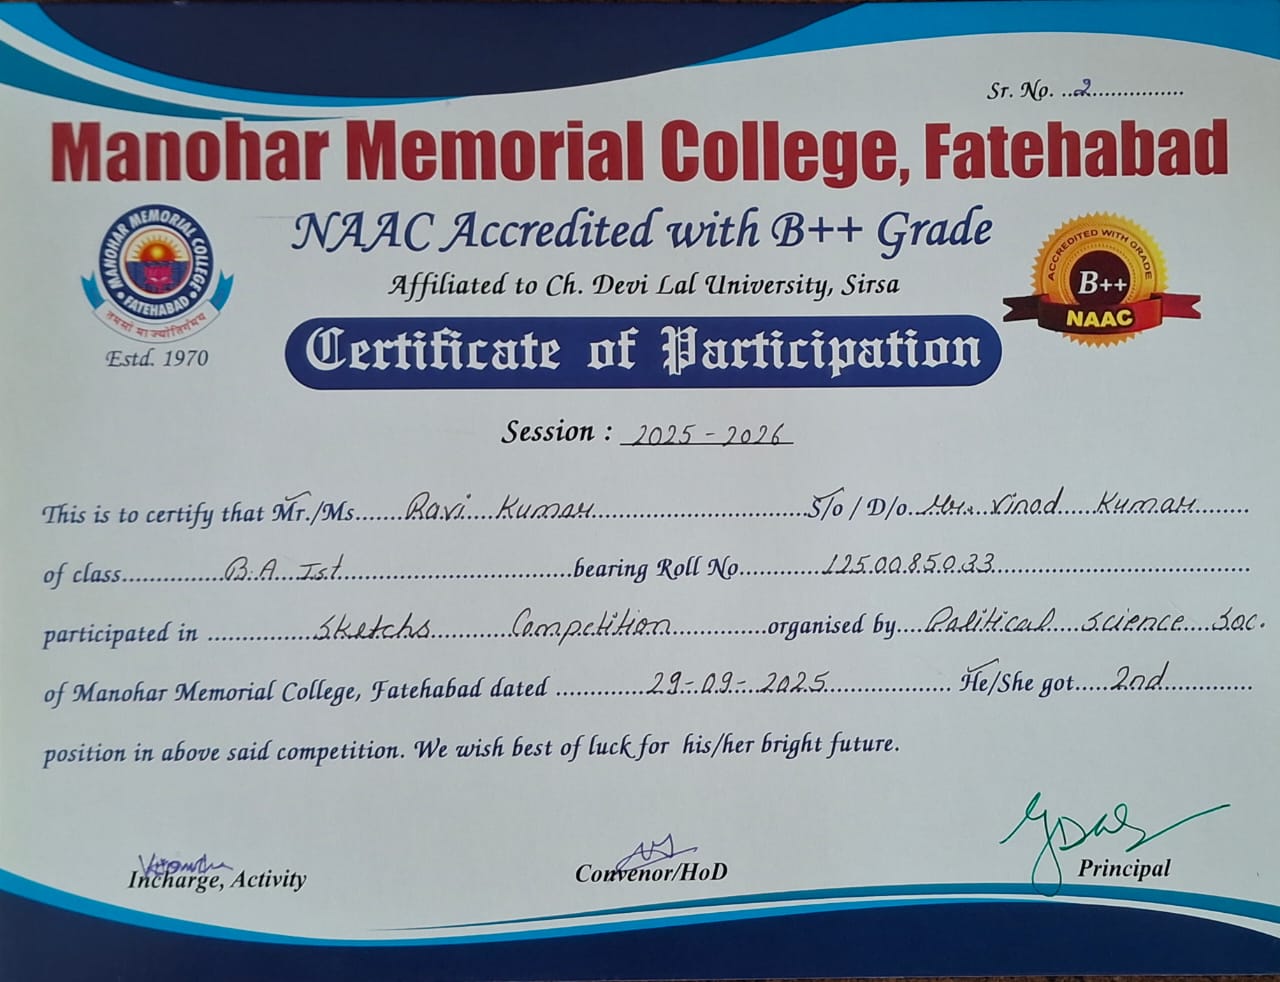 Sr. No. ..2................
Manohar Memorial College, Fatehabad
NAAC Accredited with B++ Grade
Affiliated to Ch. Devi Lal University, Sirsa
MANOHAR MEMORIAL COLLEGE
• FATEHABAD •
तमसो मा ज्योतिर्गमय
Estd. 1970
ACCREDITED WITH GRADE
B++
NAAC
Certificate of Participation
Session : 2025 - 2026
This is to certify that Mr./Ms.......Ravi....Kumar..............................S/o / D/o..Mr...Vinod.....Kumar........
of class..............B.A...Ist................................bearing Roll No...........1250085033....................................
participated in ..............Sketchs..........Competition.............organised by....Political....Science....Soc.
of Manohar Memorial College, Fatehabad dated .............29-09-2025.................. He/She got.....2nd.............
position in above said competition. We wish best of luck for his/her bright future.
Incharge, Activity
Convenor/HoD
Principal